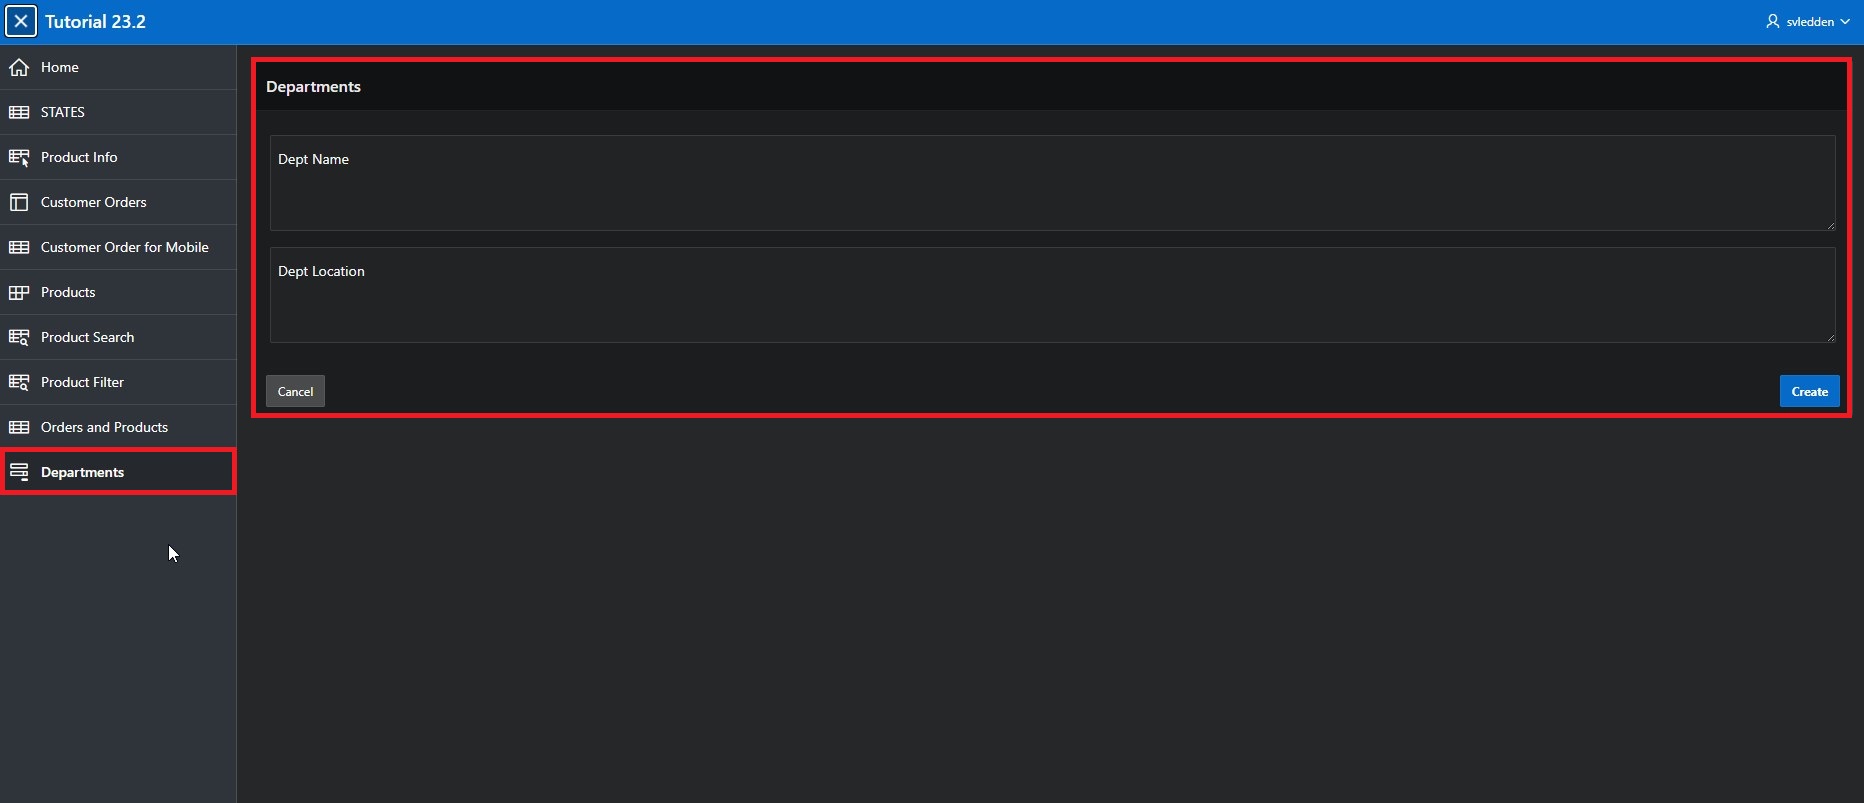 Tutorial 23.2
svledden
Home
STATES
Product Info
Customer Orders
Customer Order for Mobile
Products
Product Search
Product Filter
Orders and Products
Departments
Departments
Dept Name
Dept Location
Cancel
Create